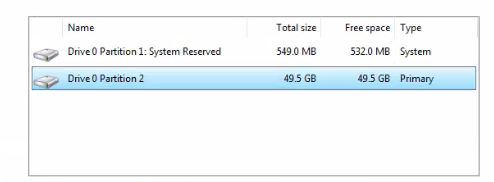 Name Total size Free space Type
Drive 0 Partition 1: System Reserved 549.0 MB 532.0 MB System
Drive 0 Partition 2 49.5 GB 49.5 GB Primary